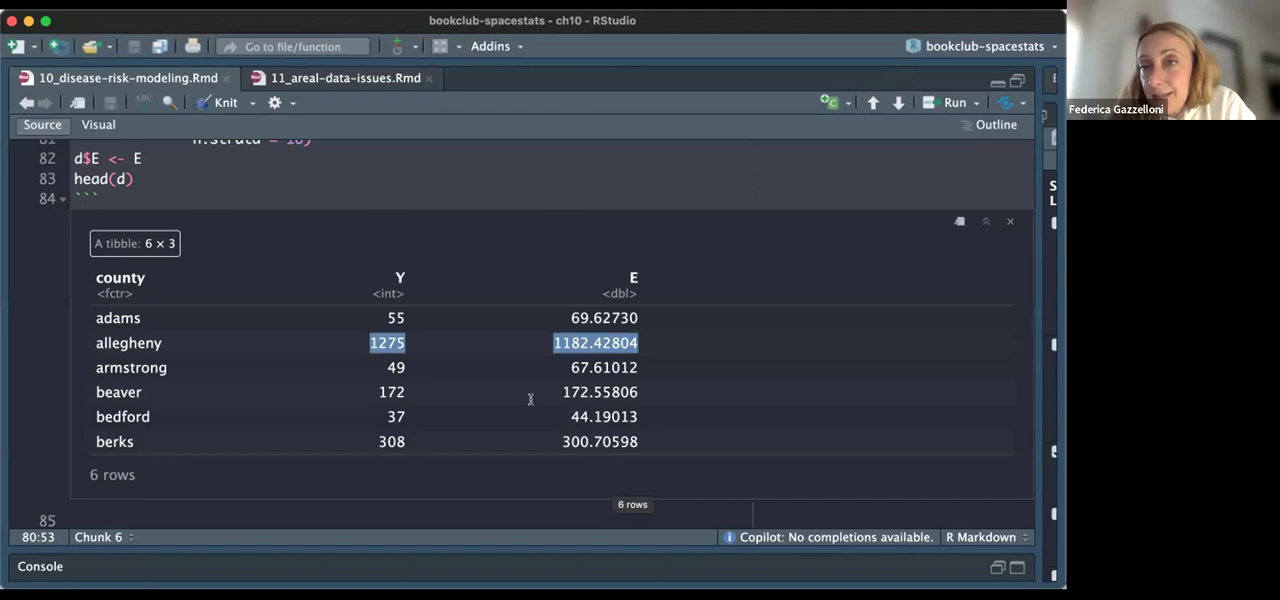 bookclub-spacestats - ch10 - RStudio
Go to file/function
Addins
bookclub-spacestats
10_disease-risk-modeling.Rmd
11_areal-data-issues.Rmd
ABC
Knit
Run
Source
Visual
Outline
82 d$E <- E
83 head(d)
84 ```
A tibble: 6 × 3
county Y E
<fctr> <int> <dbl>
adams 55 69.62730
allegheny 1275 1182.42804
armstrong 49 67.61012
beaver 172 172.55806
bedford 37 44.19013
berks 308 300.70598
6 rows
6 rows
85
80:53 Chunk 6 Copilot: No completions available. R Markdown
Console
Federica Gazzelloni